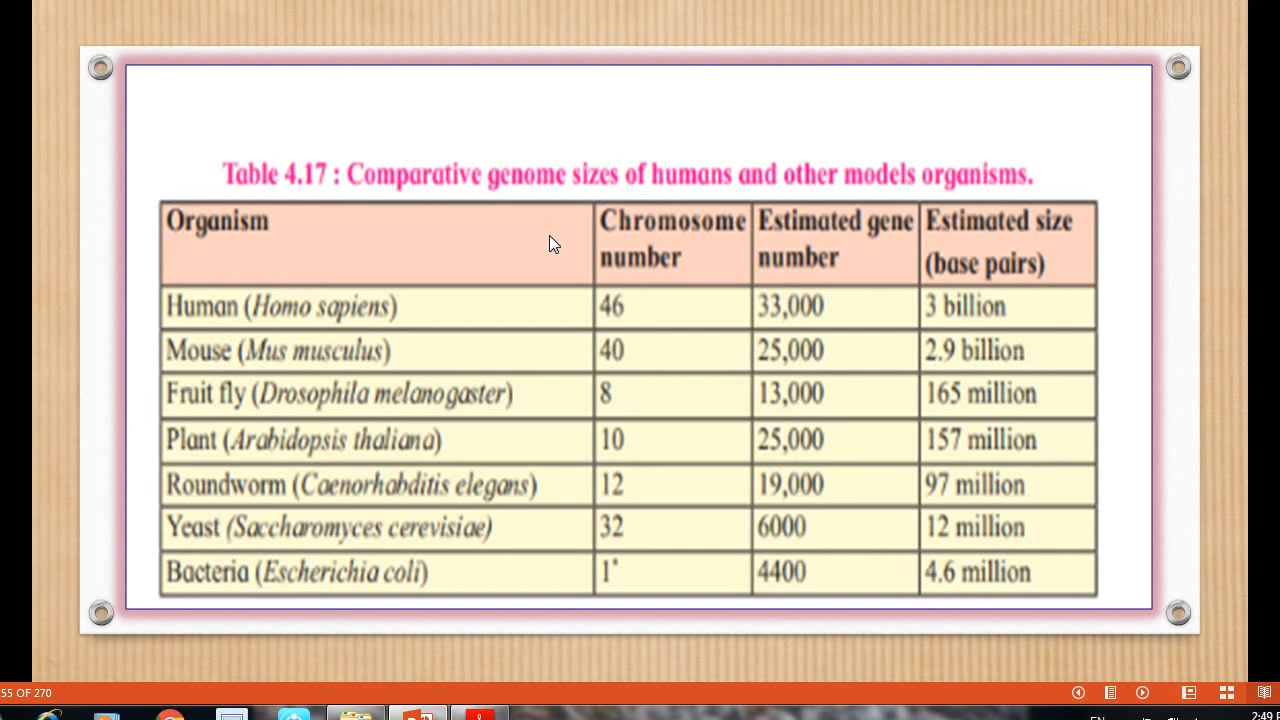 Table 4.17 : Comparative genome sizes of humans and other models organisms.
Organism Chromosome number Estimated gene number Estimated size (base pairs)
Human (Homo sapiens) 46 33,000 3 billion
Mouse (Mus musculus) 40 25,000 2.9 billion
Fruit fly (Drosophila melanogaster) 8 13,000 165 million
Plant (Arabidopsis thaliana) 10 25,000 157 million
Roundworm (Caenorhabditis elegans) 12 19,000 97 million
Yeast (Saccharomyces cerevisiae) 32 6000 12 million
Bacteria (Escherichia coli) 1* 4400 4.6 million
55 OF 270